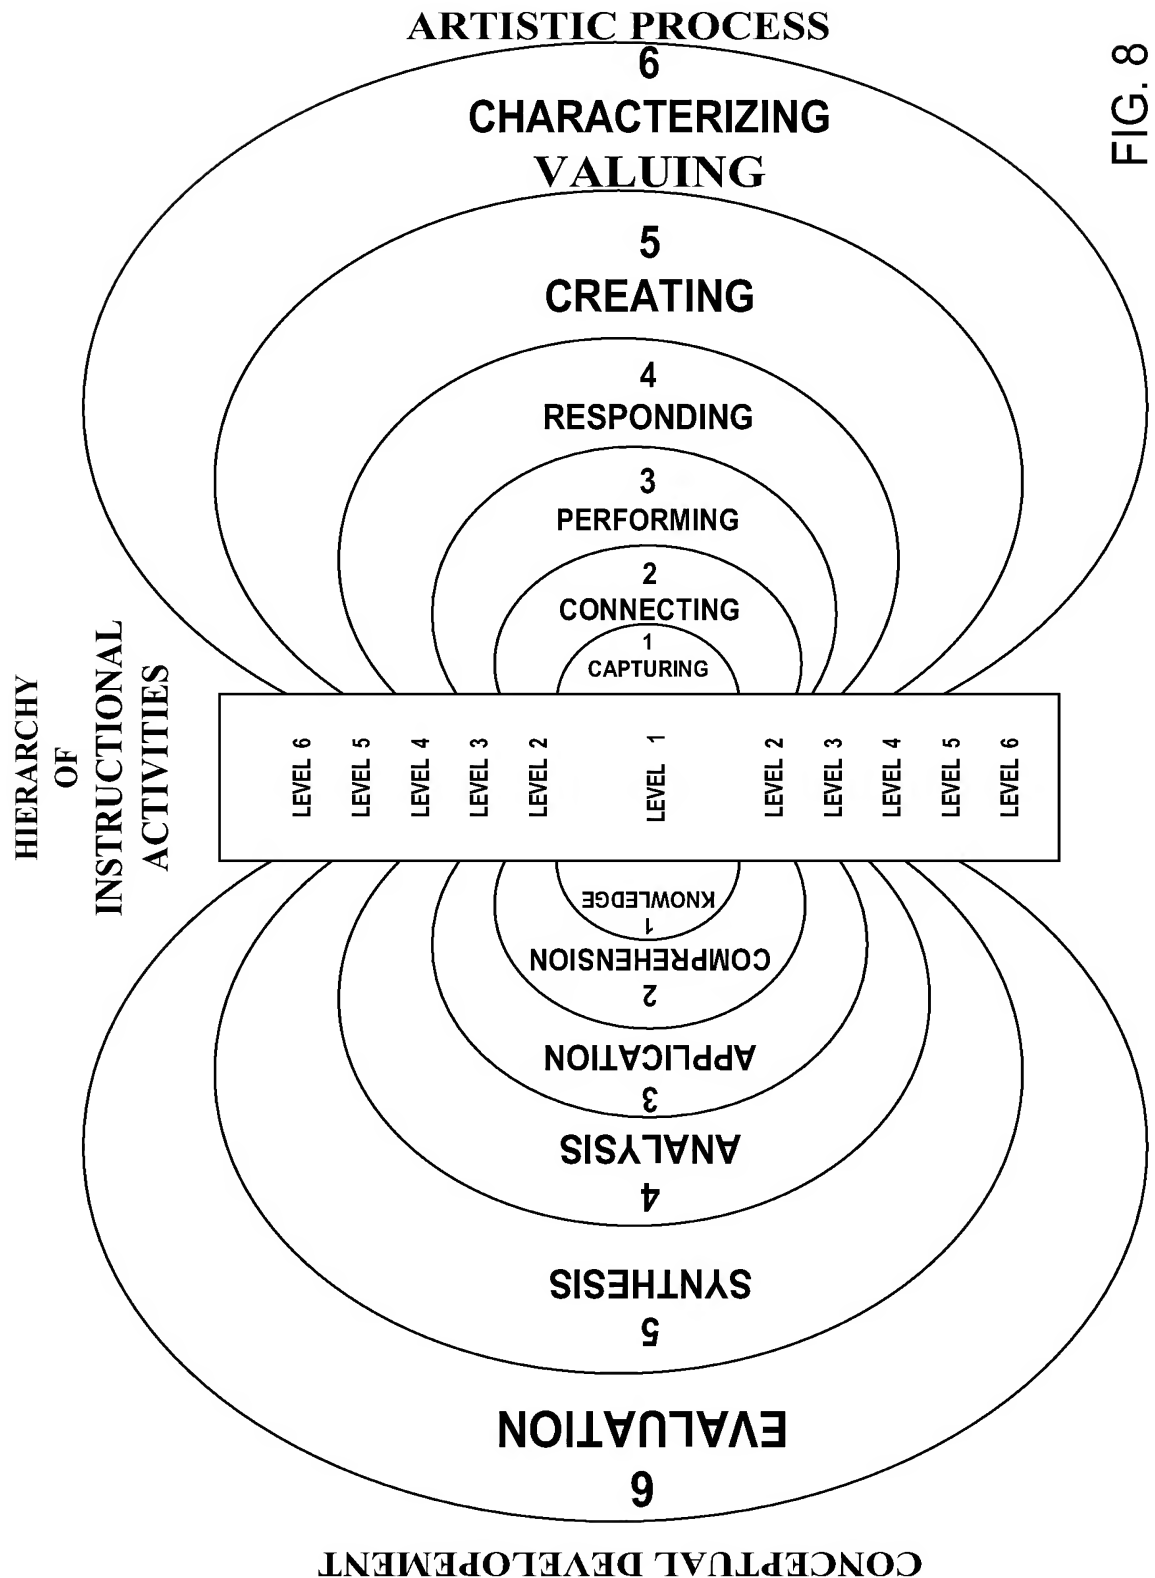 ARTISTIC PROCESS
6
CHARACTERIZING
VALUING
5
CREATING
4
RESPONDING
3
PERFORMING
2
CONNECTING
1
CAPTURING
HIERARCHY
OF
INSTRUCTIONAL
ACTIVITIES
LEVEL 6
LEVEL 5
LEVEL 4
LEVEL 3
LEVEL 2
LEVEL 1
LEVEL 2
LEVEL 3
LEVEL 4
LEVEL 5
LEVEL 6
1
KNOWLEDGE
2
COMPREHENSION
3
APPLICATION
4
ANALYSIS
5
SYNTHESIS
6
EVALUATION
CONCEPTUAL DEVELOPEMENT
FIG. 8